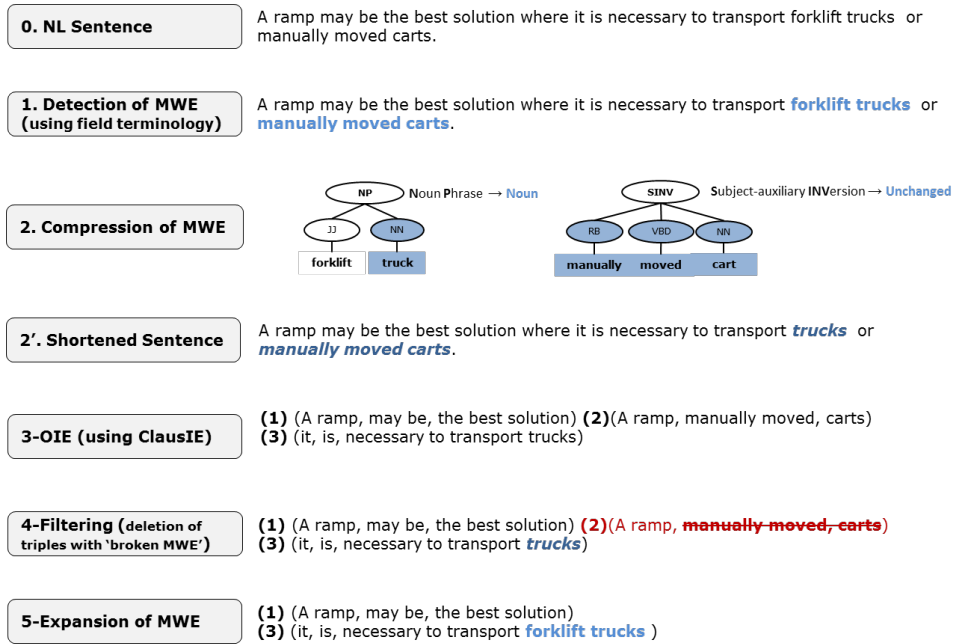 0. NL Sentence
A ramp may be the best solution where it is necessary to transport forklift trucks or
manually moved carts.
1. Detection of MWE
(using field terminology)
A ramp may be the best solution where it is necessary to transport forklift trucks or
manually moved carts.
2. Compression of MWE
NP
Noun Phrase → Noun
JJ
NN
forklift
truck
SINV
Subject-auxiliary INVersion → Unchanged
RB
VBD
NN
manually
moved
cart
2’. Shortened Sentence
A ramp may be the best solution where it is necessary to transport trucks or
manually moved carts.
3-OIE (using ClausIE)
(1) (A ramp, may be, the best solution) (2)(A ramp, manually moved, carts)
(3) (it, is, necessary to transport trucks)
4-Filtering (deletion of
triples with ‘broken MWE’)
(1) (A ramp, may be, the best solution) (2)(A ramp, manually moved, carts)
(3) (it, is, necessary to transport trucks)
5-Expansion of MWE
(1) (A ramp, may be, the best solution)
(3) (it, is, necessary to transport forklift trucks )